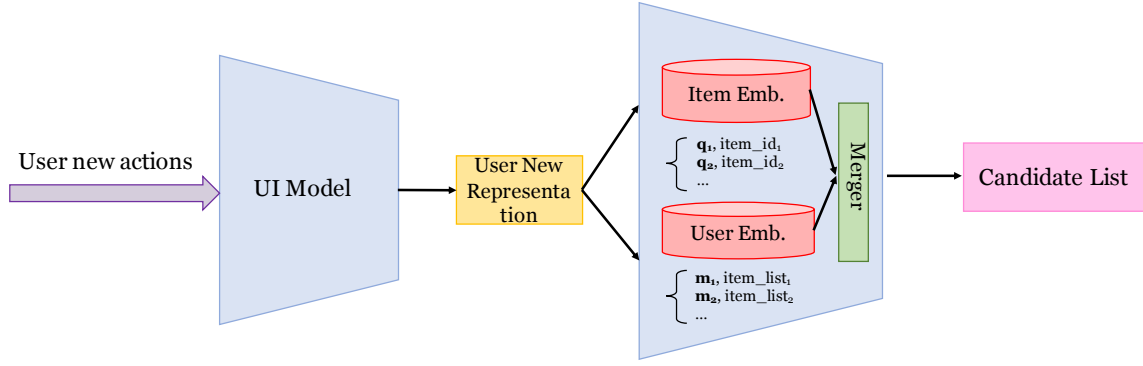 User new actions
UI Model
User New
Representa
tion
Item Emb.
q₁, item_id₁
q₂, item_id₂
...
User Emb.
m₁, item_list₁
m₂, item_list₂
...
Merger
Candidate List